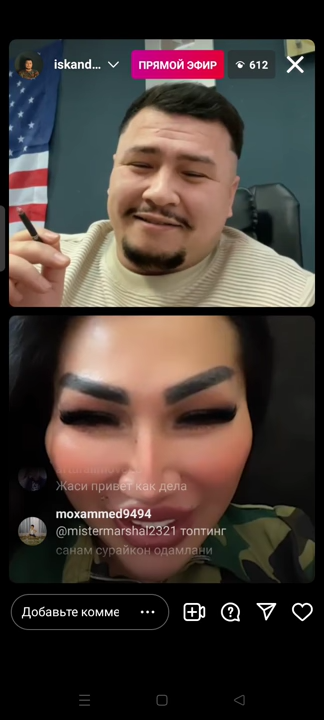 iskand...
ПРЯМОЙ ЭФИР
612
Жаси привет как дела
moxammed9494
@mistermarshal2321 топтинг
санам сурайкон одамлани
Добавьте комме